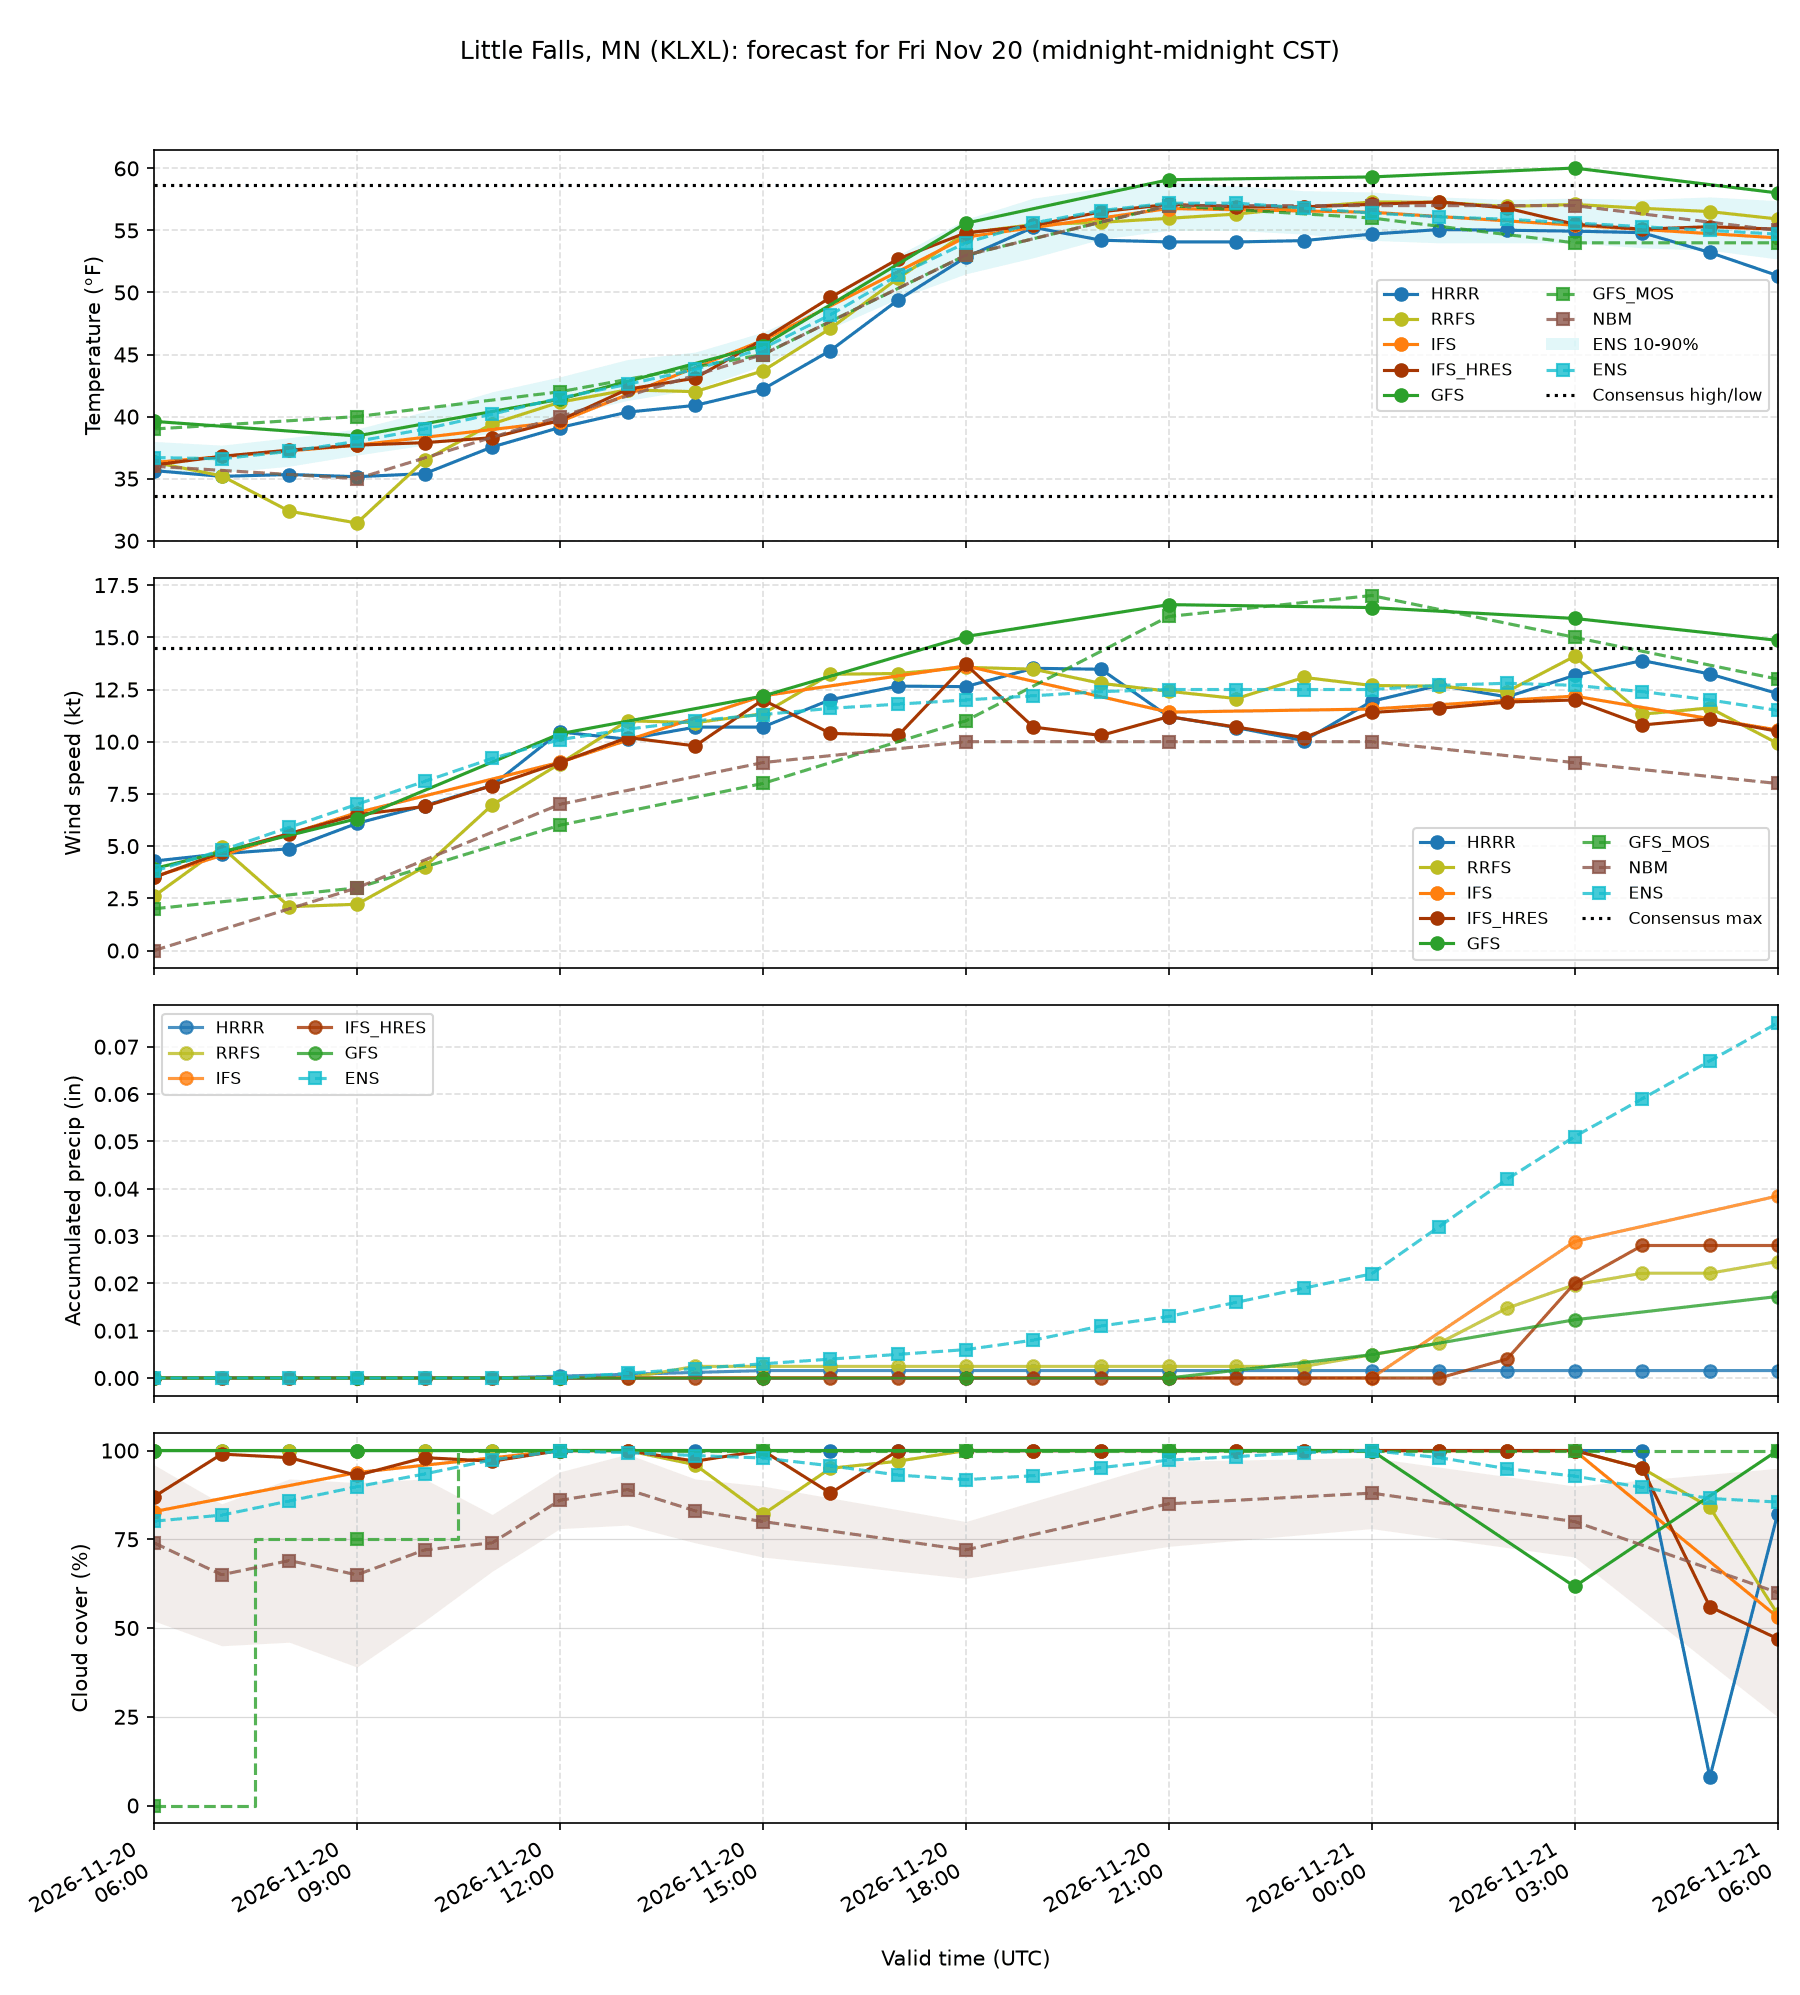 Little Falls, MN (KLXL): forecast for Fri Nov 20 (midnight-midnight CST)
60
55
50
45
40
35
30
Temperature (°F)
HRRR
RRFS
IFS
IFS_HRES
GFS
GFS_MOS
NBM
ENS 10-90%
ENS
Consensus high/low
17.5
15.0
12.5
10.0
7.5
5.0
2.5
0.0
Wind speed (kt)
HRRR
RRFS
IFS
IFS_HRES
GFS
GFS_MOS
NBM
ENS
Consensus max
0.07
0.06
0.05
0.04
0.03
0.02
0.01
0.00
Accumulated precip (in)
HRRR
RRFS
IFS
IFS_HRES
GFS
ENS
100
75
50
25
0
Cloud cover (%)
2026-11-20
06:00
2026-11-20
09:00
2026-11-20
12:00
2026-11-20
15:00
2026-11-20
18:00
2026-11-20
21:00
2026-11-21
00:00
2026-11-21
03:00
2026-11-21
06:00
Valid time (UTC)